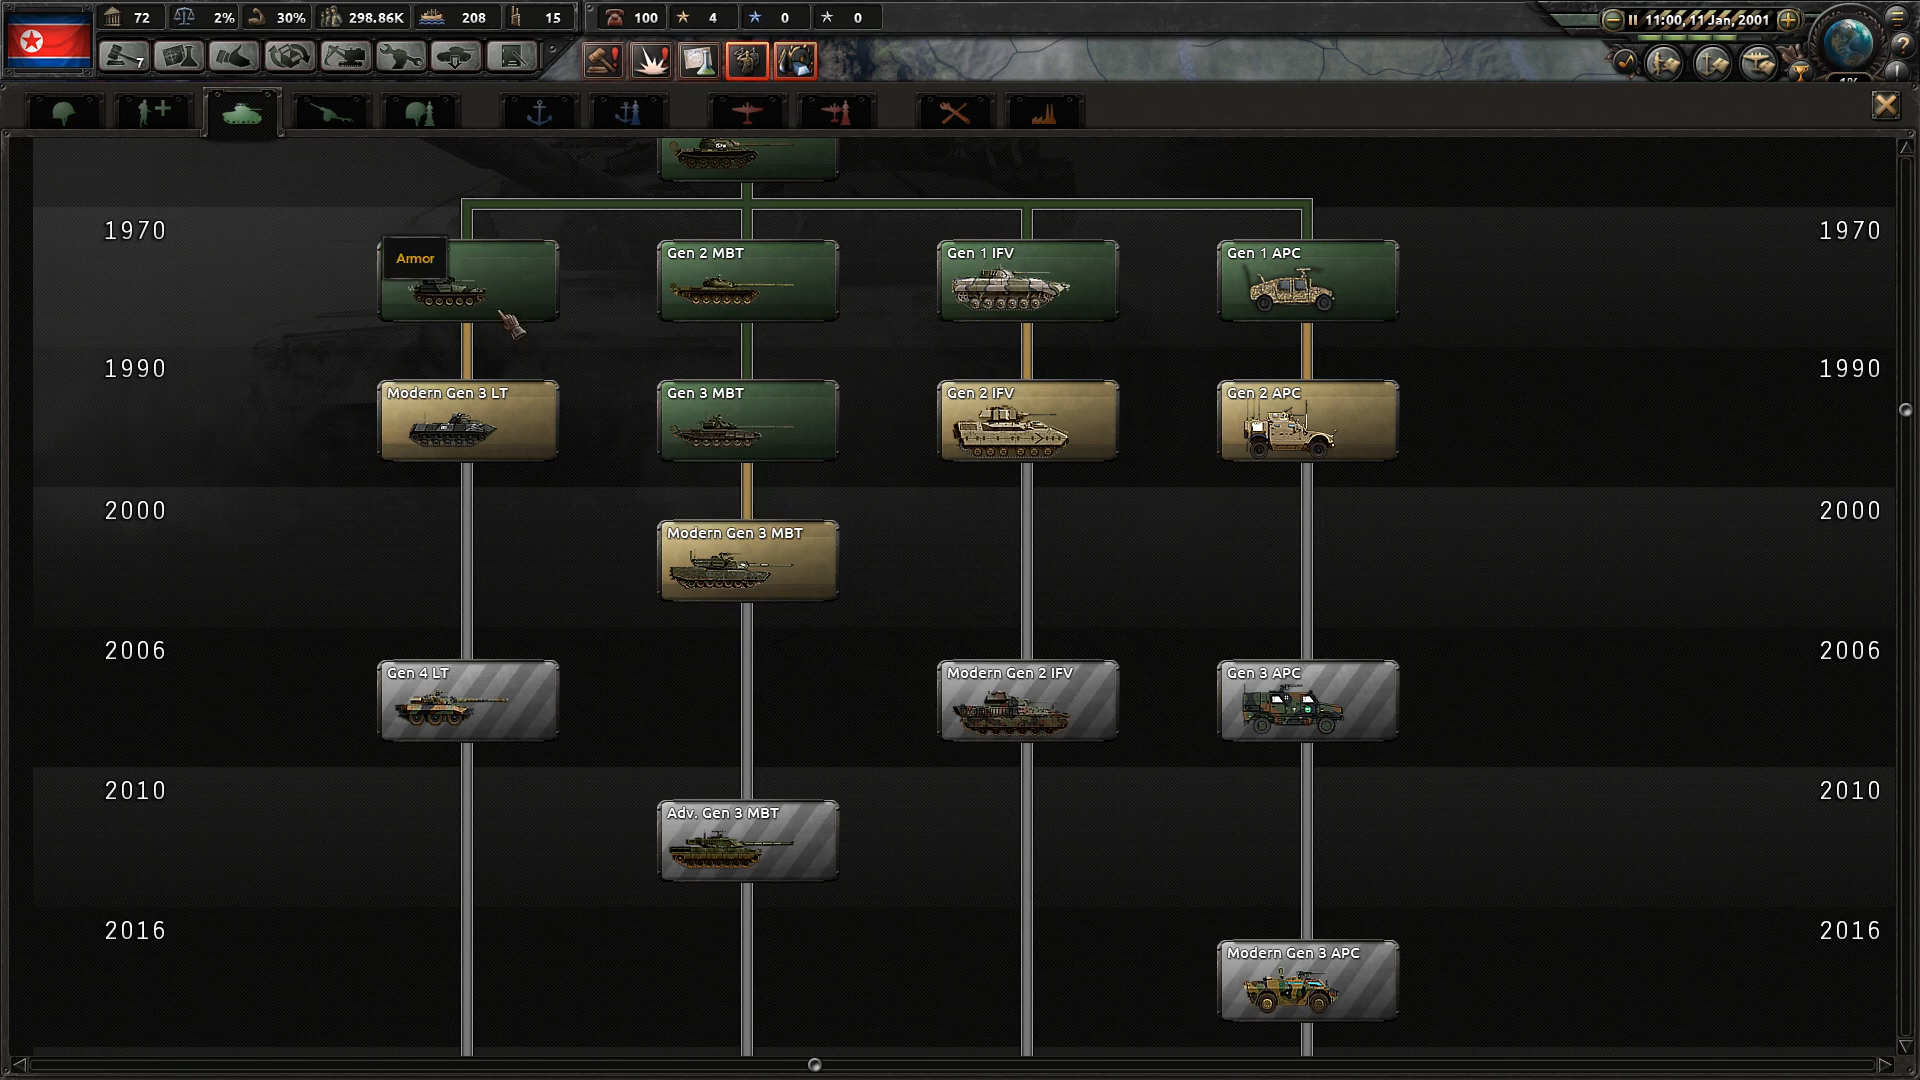 72 2% 30% 298.86K 208 15 100 4 0 0 11:00, 11 Jan, 2001
7
1%
1970 1970
Armor Gen 2 MBT Gen 1 IFV Gen 1 APC
1990 1990
Modern Gen 3 LT Gen 3 MBT Gen 2 IFV Gen 2 APC
2000 2000
Modern Gen 3 MBT
2006 2006
Gen 4 LT Modern Gen 2 IFV Gen 3 APC
2010 2010
Adv. Gen 3 MBT
2016 2016
Modern Gen 3 APC